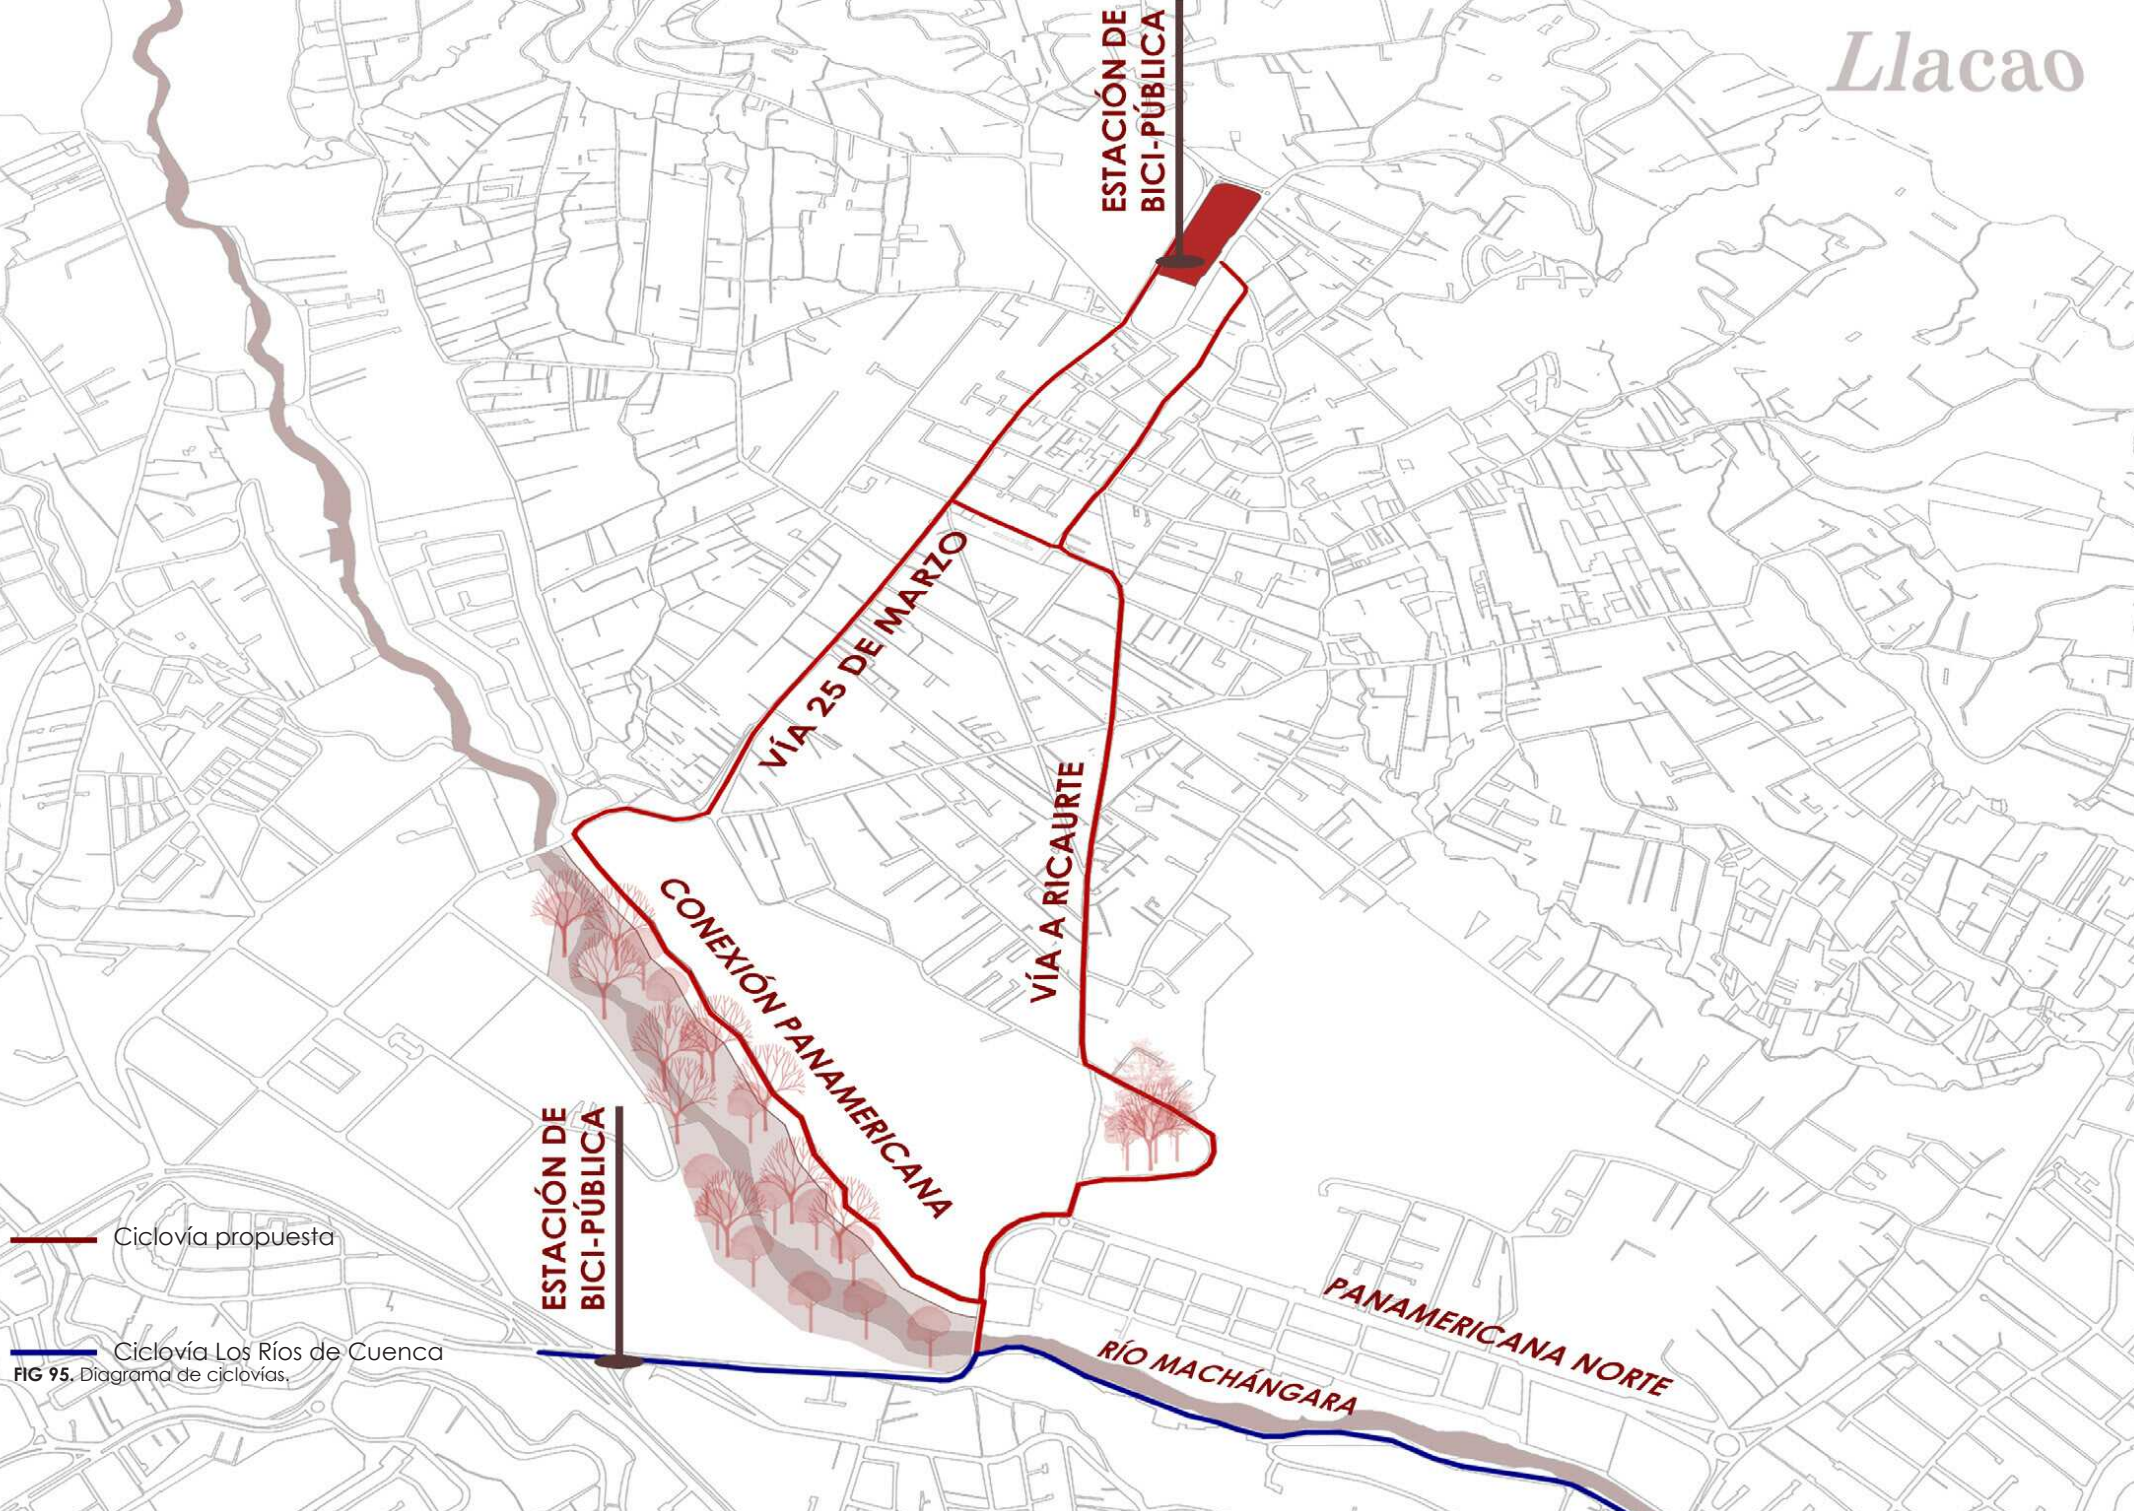 Llacao
ESTACIÓN DE
BICI-PÚBLICA
VÍA 25 DE MARZO
VÍA A RICAURTE
CONEXIÓN PANAMERICANA
ESTACIÓN DE
BICI-PÚBLICA
PANAMERICANA NORTE
RÍO MACHÁNGARA
Ciclovía propuesta
Ciclovía Los Ríos de Cuenca
FIG 95. Diagrama de ciclovías.